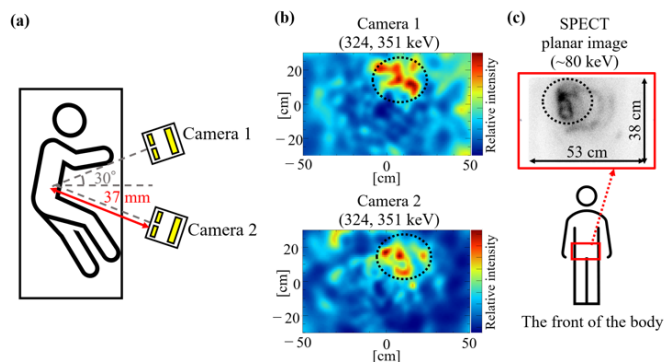 (a)
Camera 1
30°
37 mm
Camera 2
(b)
Camera 1
(324, 351 keV)
20
0
-20
[cm]
-50
0
50
[cm]
Relative intensity
Camera 2
(324, 351 keV)
20
0
-20
[cm]
-50
0
50
[cm]
Relative intensity
(c)
SPECT
planar image
(~80 keV)
53 cm
38 cm
The front of the body